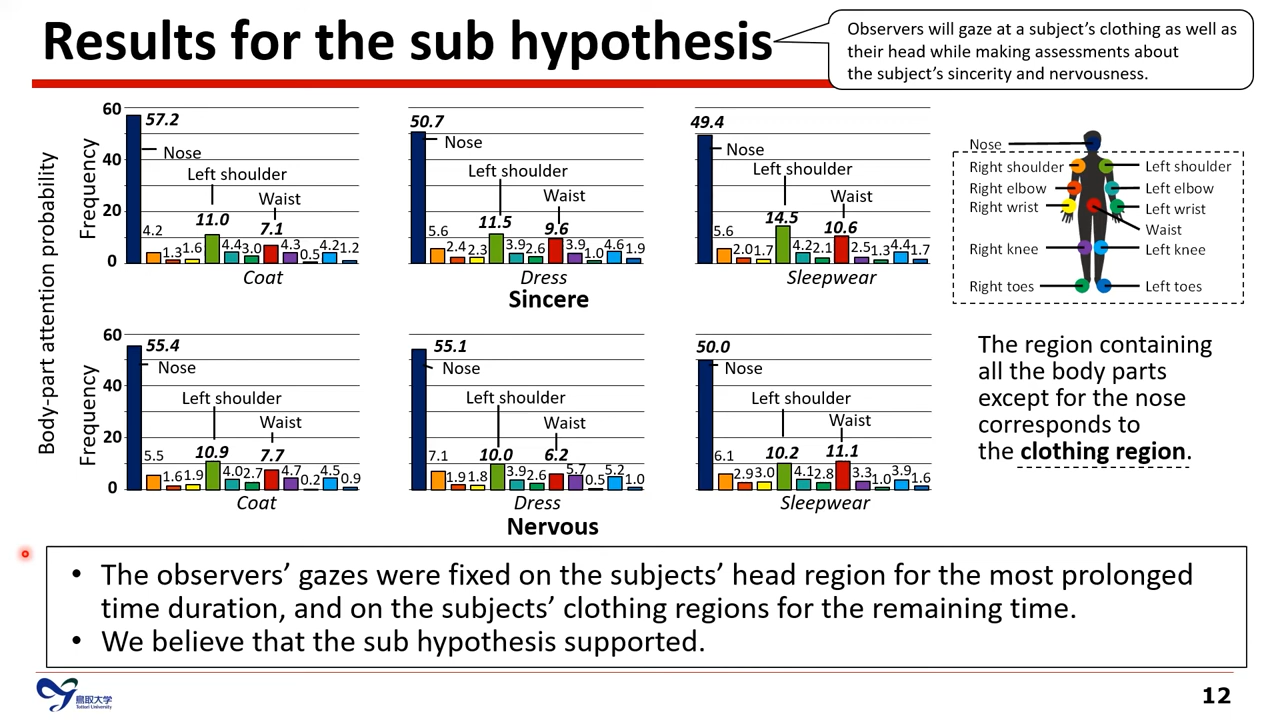 Results for the sub hypothesis
Observers will gaze at a subject's clothing as well as
their head while making assessments about
the subject's sincerity and nervousness.
Body-part attention probability
Frequency
60
40
20
0
57.2
Nose
Left shoulder
Waist
4.2
1.3
1.6
11.0
4.4
3.0
7.1
4.3
0.5
4.2
1.2
Coat
50.7
Nose
Left shoulder
Waist
5.6
2.4
2.3
11.5
3.9
2.6
9.6
3.9
1.0
4.6
1.9
Dress
49.4
Nose
Left shoulder
Waist
5.6
2.0
1.7
14.5
4.2
2.1
10.6
2.5
1.3
4.4
1.7
Sleepwear
Sincere
Frequency
60
40
20
0
55.4
Nose
Left shoulder
Waist
5.5
1.6
1.9
10.9
4.0
2.7
7.7
4.7
0.2
4.5
0.9
Coat
55.1
Nose
Left shoulder
Waist
7.1
1.9
1.8
10.0
3.9
2.6
6.2
5.7
0.5
5.2
1.0
Dress
50.0
Nose
Left shoulder
Waist
6.1
2.9
3.0
10.2
4.1
2.8
11.1
3.3
1.0
3.9
1.6
Sleepwear
Nervous
Nose
Right shoulder
Left shoulder
Right elbow
Left elbow
Right wrist
Left wrist
Waist
Right knee
Left knee
Right toes
Left toes
The region containing
all the body parts
except for the nose
corresponds to
the clothing region.
• The observers' gazes were fixed on the subjects' head region for the most prolonged
time duration, and on the subjects' clothing regions for the remaining time.
• We believe that the sub hypothesis supported.
鳥取大学
Tottori University
12